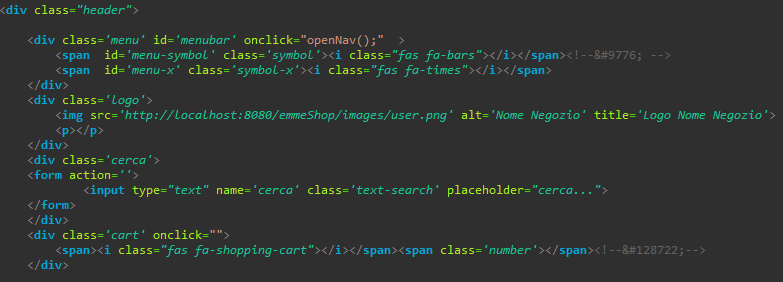 <div class="header">
<div class='menu' id='menubar' onclick="openNav();"  >
<span  id='menu-symbol' class='symbol'><i class="fas fa-bars"></i></span><!--&#9776; -->
<span  id='menu-x' class='symbol-x'><i class="fas fa-times"></i></span>
</div>
<div class='logo'>
<img src='http://localhost:8080/emmeShop/images/user.png' alt='Nome Negozio' title='Logo Nome Negozio'>
<p></p>
</div>
<div class='cerca'>
<form action=''>
<input type="text" name='cerca' class='text-search' placeholder="cerca...">
</form>
</div>
<div class='cart' onclick="">
<span><i class="fas fa-shopping-cart"></i></span><span class='number'></span><!--&#128722;-->
</div>